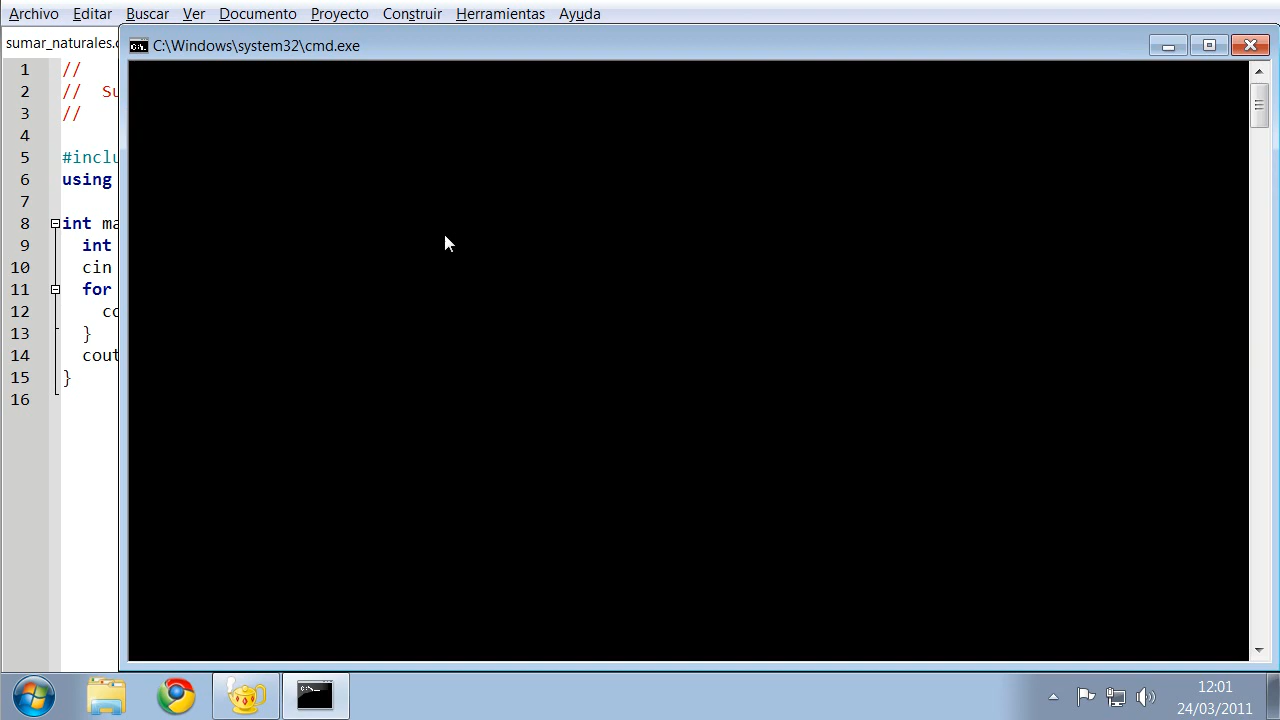 Archivo Editar Buscar Ver Documento Proyecto Construir Herramientas Ayuda
sumar_naturales.c
C:\Windows\system32\cmd.exe
1 //
2 // Su
3 //
4
5 #inclu
6 using
7
8 int ma
9 int
10 cin
11 for
12 co
13 }
14 cout
15 }
16
12:01
24/03/2011